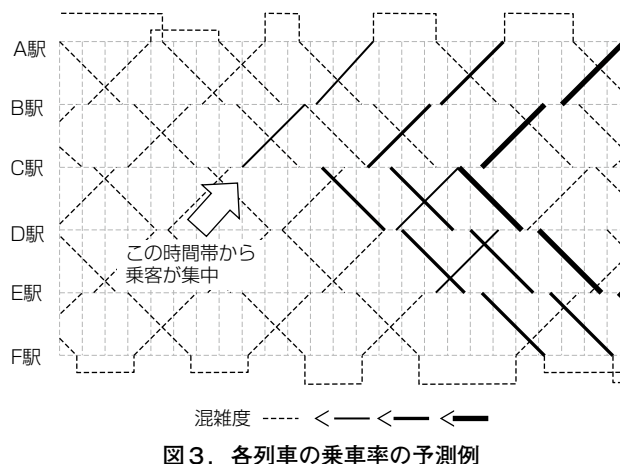 A駅
B駅
C駅
D駅
E駅
F駅
この時間帯から
乗客が集中
混雑度
図3．各列車の乗車率の予測例